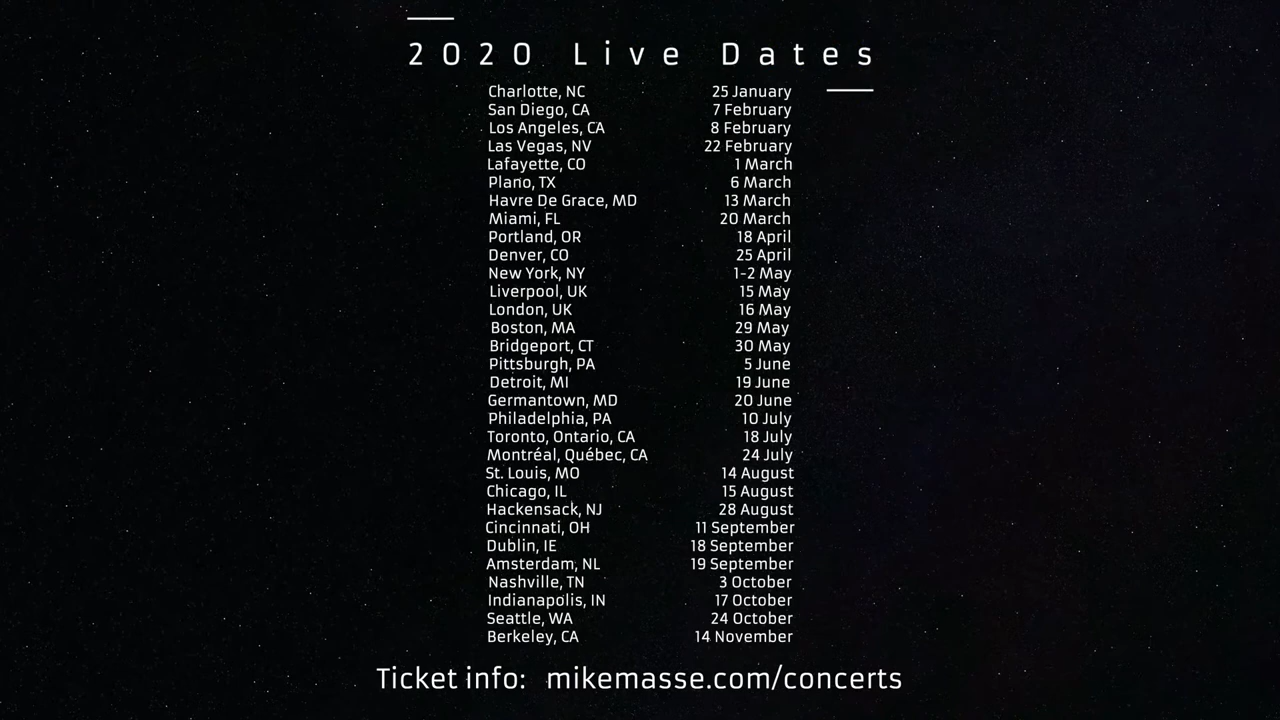 2020 Live Dates
Charlotte, NC 25 January
San Diego, CA 7 February
Los Angeles, CA 8 February
Las Vegas, NV 22 February
Lafayette, CO 1 March
Plano, TX 6 March
Havre De Grace, MD 13 March
Miami, FL 20 March
Portland, OR 18 April
Denver, CO 25 April
New York, NY 1-2 May
Liverpool, UK 15 May
London, UK 16 May
Boston, MA 29 May
Bridgeport, CT 30 May
Pittsburgh, PA 5 June
Detroit, MI 19 June
Germantown, MD 20 June
Philadelphia, PA 10 July
Toronto, Ontario, CA 18 July
Montréal, Québec, CA 24 July
St. Louis, MO 14 August
Chicago, IL 15 August
Hackensack, NJ 28 August
Cincinnati, OH 11 September
Dublin, IE 18 September
Amsterdam, NL 19 September
Nashville, TN 3 October
Indianapolis, IN 17 October
Seattle, WA 24 October
Berkeley, CA 14 November
Ticket info: mikemasse.com/concerts